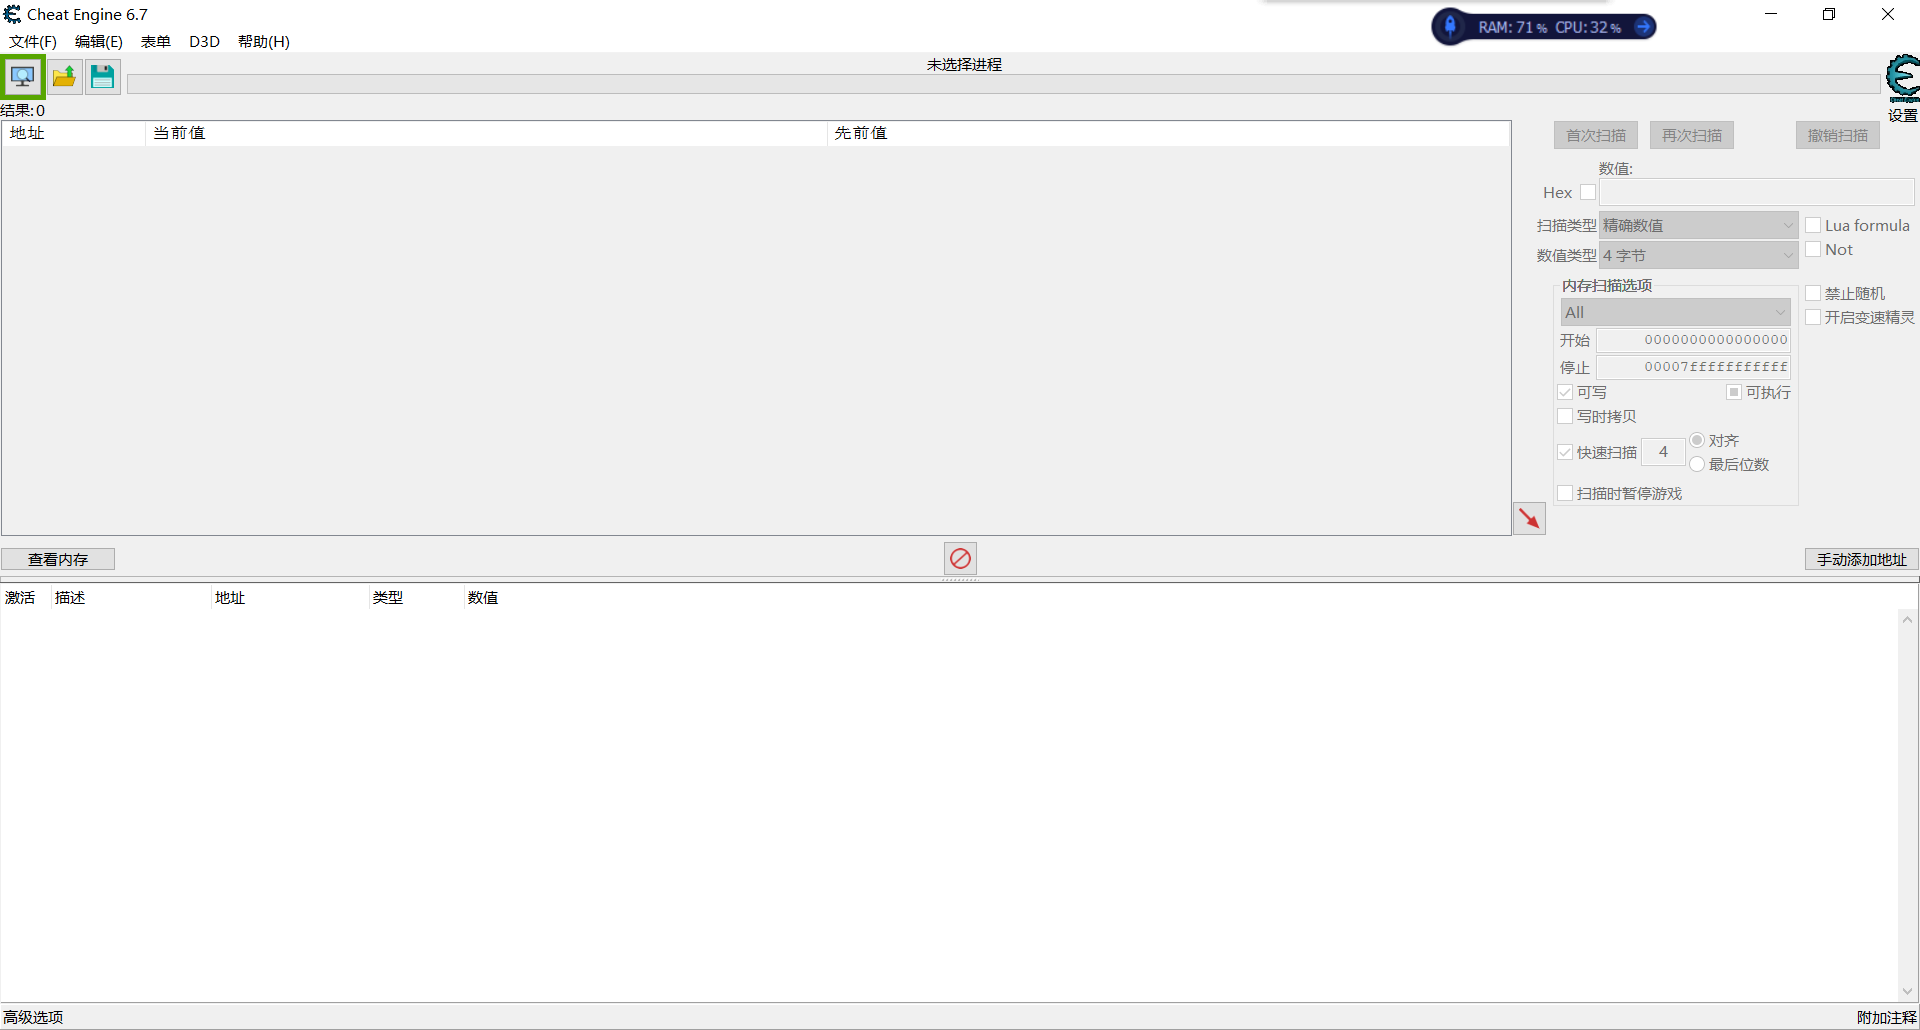 Cheat Engine 6.7
RAM: 71% CPU: 32%
文件(F) 编辑(E) 表单 D3D 帮助(H)
未选择进程
结果:0
设置
地址 当前值 先前值
首次扫描 再次扫描 撤销扫描
数值:
Hex
扫描类型 精确数值 Lua formula
数值类型 4 字节 Not
内存扫描选项
All
禁止随机
开启变速精灵
开始 0000000000000000
停止 00007fffffffffff
可写 可执行
写时拷贝
快速扫描 4 对齐
最后位数
扫描时暂停游戏
查看内存 手动添加地址
激活 描述 地址 类型 数值
高级选项 附加注释